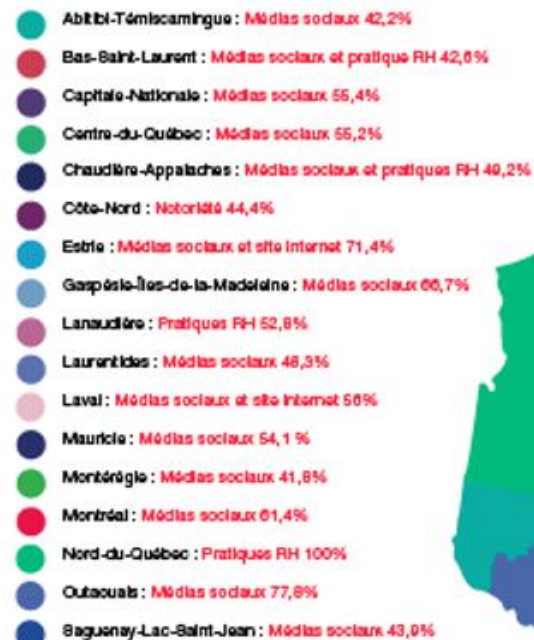 Abitibi-Témiscamingue : Médias sociaux 42,2%
Bas-Saint-Laurent : Médias sociaux et pratique RH 42,6%
Capitale-Nationale : Médias sociaux 55,4%
Centre-du-Québec : Médias sociaux 55,2%
Chaudière-Appalaches : Médias sociaux et pratiques RH 49,2%
Côte-Nord : Notoriété 44,4%
Estrie : Médias sociaux et site internet 71,4%
Gaspésie-Îles-de-la-Madeleine : Médias sociaux 66,7%
Lanaudière : Pratiques RH 52,8%
Laurentides : Médias sociaux 48,3%
Laval : Médias sociaux et site internet 56%
Mauricie : Médias sociaux 54,1 %
Montérégie : Médias sociaux 41,8%
Montréal : Médias sociaux 61,4%
Nord-du-Québec : Pratiques RH 100%
Outaouais : Médias sociaux 77,8%
Saguenay-Lac-Saint-Jean : Médias sociaux 43,9%